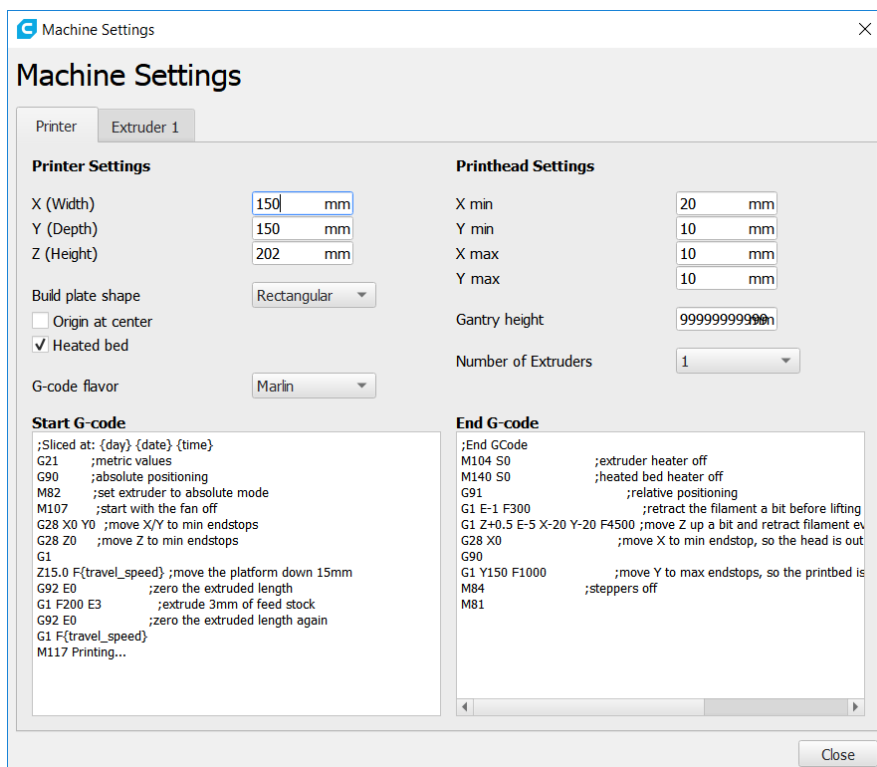 Machine Settings
Machine Settings
Printer
Extruder 1
Printer Settings
X (Width)
150 mm
Y (Depth)
150 mm
Z (Height)
202 mm
Build plate shape
Rectangular
Origin at center
Heated bed
G-code flavor
Marlin
Printhead Settings
X min
20 mm
Y min
10 mm
X max
10 mm
Y max
10 mm
Gantry height
99999999999mm
Number of Extruders
1
Start G-code
;Sliced at: {day} {date} {time}
G21 ;metric values
G90 ;absolute positioning
M82 ;set extruder to absolute mode
M107 ;start with the fan off
G28 X0 Y0 ;move X/Y to min endstops
G28 Z0 ;move Z to min endstops
G1
Z15.0 F{travel_speed} ;move the platform down 15mm
G92 E0 ;zero the extruded length
G1 F200 E3 ;extrude 3mm of feed stock
G92 E0 ;zero the extruded length again
G1 F{travel_speed}
M117 Printing...
End G-code
;End GCode
M104 S0 ;extruder heater off
M140 S0 ;heated bed heater off
G91 ;relative positioning
G1 E-1 F300 ;retract the filament a bit before lifting
G1 Z+0.5 E-5 X-20 Y-20 F4500 ;move Z up a bit and retract filament ev
G28 X0 ;move X to min endstop, so the head is out
G90
G1 Y150 F1000 ;move Y to max endstops, so the printbed is
M84 ;steppers off
M81
Close